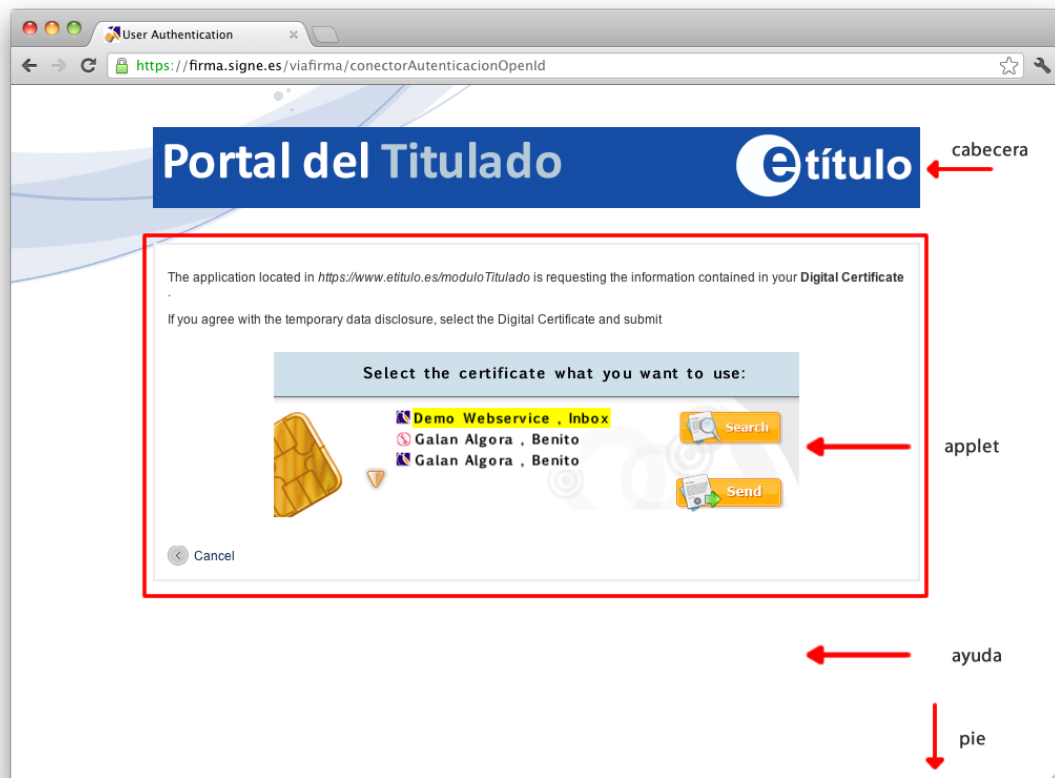 User Authentication
https://firma.signe.es/viafirma/conectorAutenticacionOpenId
Portal del Titulado
etítulo
cabecera
The application located in https://www.etitulo.es/moduloTitulado is requesting the information contained in your Digital Certificate
.
If you agree with the temporary data disclosure, select the Digital Certificate and submit
Select the certificate what you want to use:
Demo Webservice , Inbox
Galan Algora , Benito
Galan Algora , Benito
Search
Send
applet
Cancel
ayuda
pie